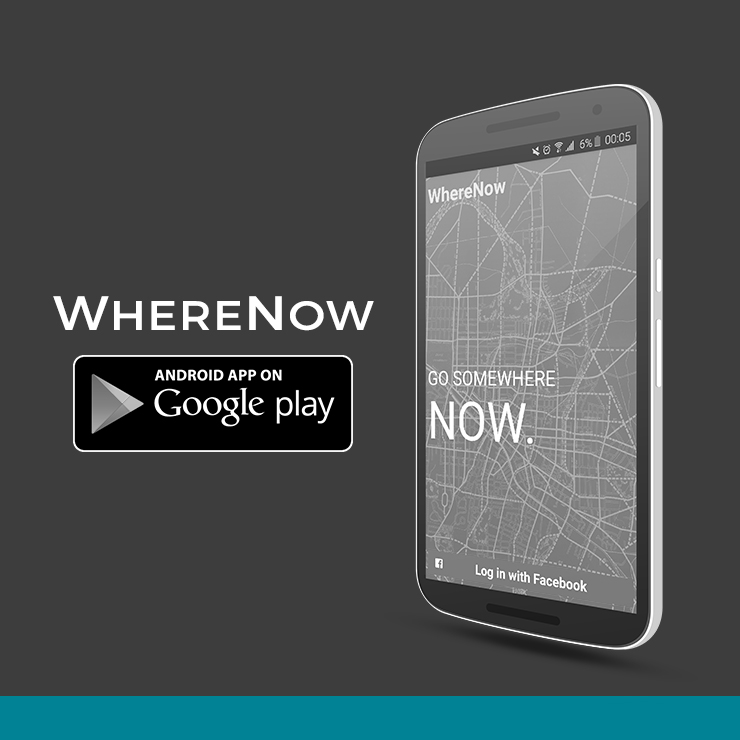 WHERENOW
ANDROID APP ON
Google play
6% 00:05
WhereNow
GO SOMEWHERE
NOW.
Log in with Facebook